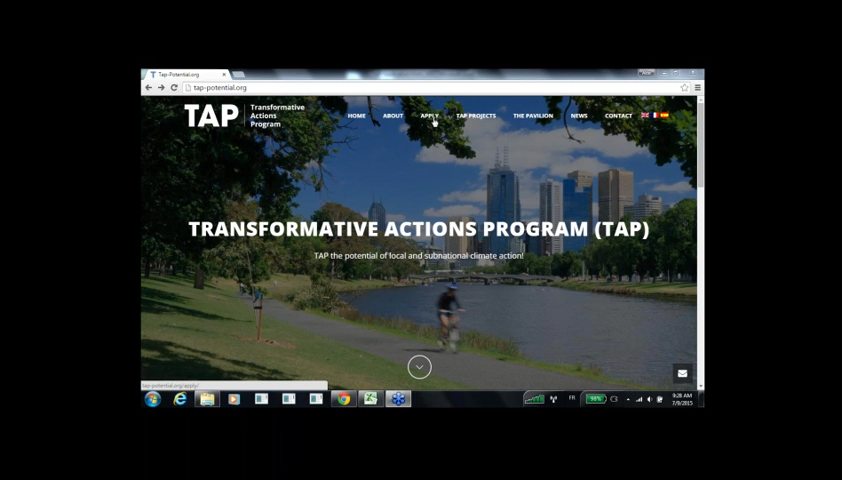 Tap-Potential.org
tap-potential.org
TAP
Transformative
Actions
Program
HOME
ABOUT
APPLY
TAP PROJECTS
THE PAVILION
NEWS
CONTACT
TRANSFORMATIVE ACTIONS PROGRAM (TAP)
TAP the potential of local and subnational climate action!
tap-potential.org/apply/
FR
98%
9:28 AM
7/9/2015